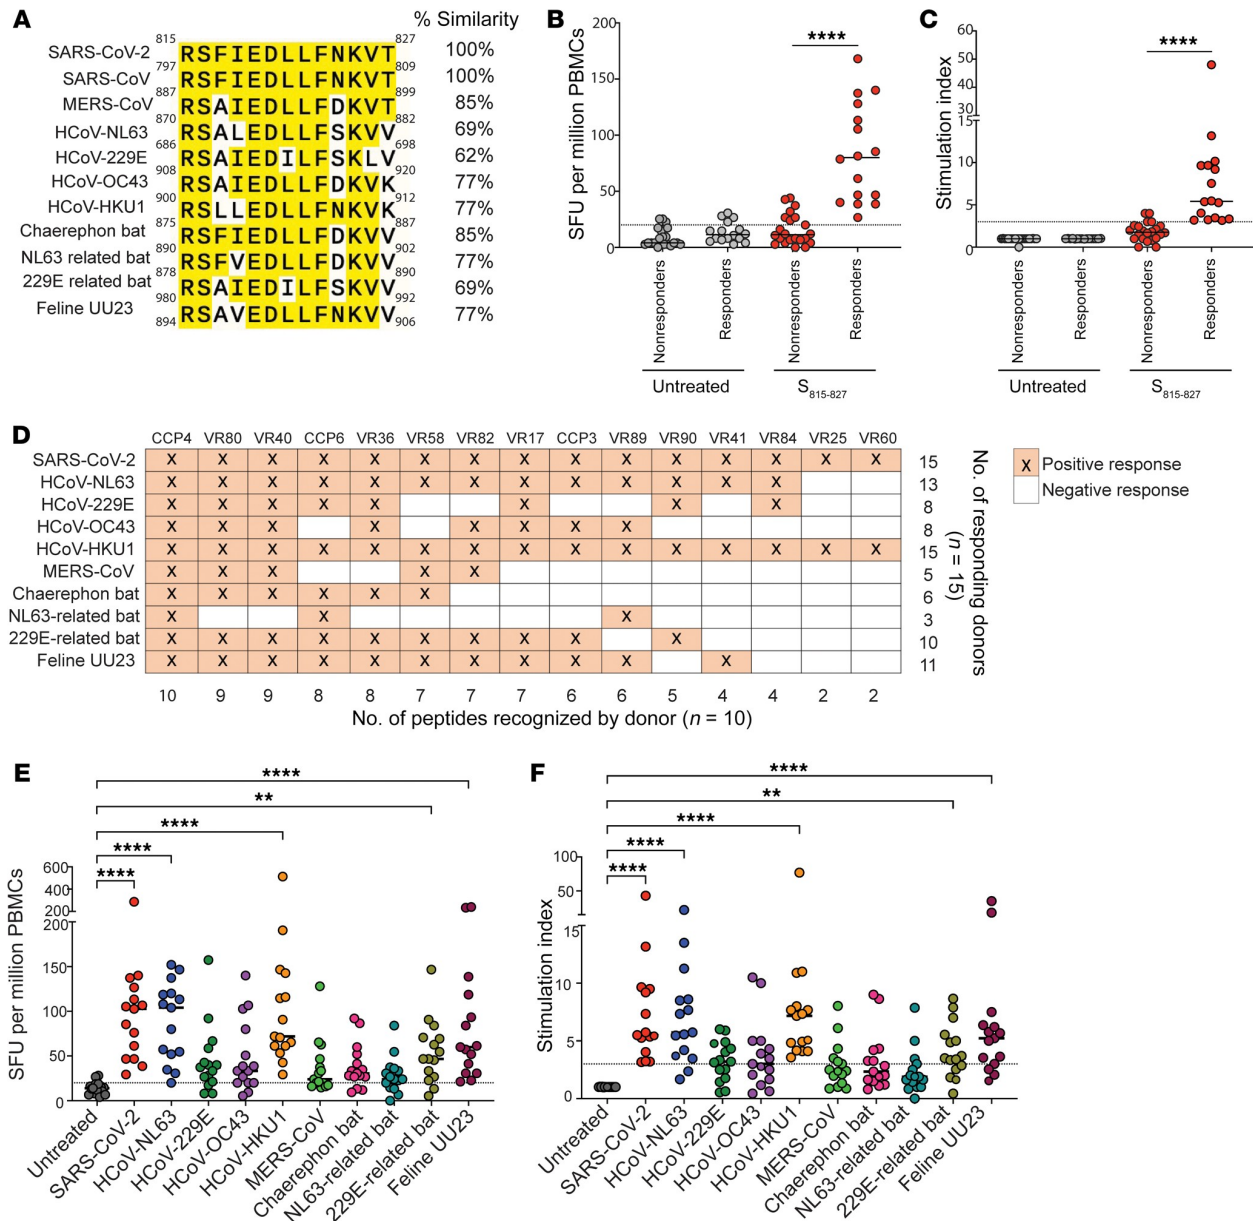 A
% Similarity
815
827
SARS-CoV-2
RSFIEDLLFNKVT
100%
797
809
SARS-CoV
RSFIEDLLFNKVT
100%
887
899
MERS-CoV
RSAIEDLLFDKVT
85%
870
882
HCoV-NL63
RSALEDLLFSKVV
69%
686
698
HCoV-229E
RSAIEDILFSKLV
62%
908
920
HCoV-OC43
RSAIEDLLFDKVK
77%
900
912
HCoV-HKU1
RSLLEDLLFNKVK
77%
875
887
Chaerephon bat
RSFIEDLLFDKVV
85%
890
902
NL63 related bat
RSFVEDLLFDKVV
77%
878
890
229E related bat
RSAIEDILFSKVV
69%
980
992
Feline UU23
RSAVEDLLFNKVV
77%
894
906
B
SFU per million PBMCs
200
150
100
50
0
****
Nonresponders
Responders
Nonresponders
Responders
Untreated
S815-827
C
Stimulation index
60
50
40
30
15
10
5
0
****
Nonresponders
Responders
Nonresponders
Responders
Untreated
S815-827
D
CCP4 VR80 VR40 CCP6 VR36 VR58 VR82 VR17 CCP3 VR89 VR90 VR41 VR84 VR25 VR60
SARS-CoV-2 X X X X X X X X X X X X X X X 15
HCoV-NL63 X X X X X X X X X X X X X 13
HCoV-229E X X X X X X X X 8
HCoV-OC43 X X X X X X X X 8
HCoV-HKU1 X X X X X X X X X X X X X X X 15
MERS-CoV X X X X X 5
Chaerephon bat X X X X X X 6
NL63-related bat X X X 3
229E-related bat X X X X X X X X X X 10
Feline UU23 X X X X X X X X X X X 11
10 9 9 8 8 7 7 7 6 6 5 4 4 2 2
No. of peptides recognized by donor (n = 10)
No. of responding donors
(n = 15)
X Positive response
Negative response
E
SFU per million PBMCs
600
400
200
200
150
100
50
0
****
**
****
****
****
Untreated
SARS-CoV-2
HCoV-NL63
HCoV-229E
HCoV-OC43
HCoV-HKU1
MERS-CoV
Chaerephon bat
NL63-related bat
229E-related bat
Feline UU23
F
Stimulation index
100
50
15
10
5
0
****
**
****
****
****
Untreated
SARS-CoV-2
HCoV-NL63
HCoV-229E
HCoV-OC43
HCoV-HKU1
MERS-CoV
Chaerephon bat
NL63-related bat
229E-related bat
Feline UU23